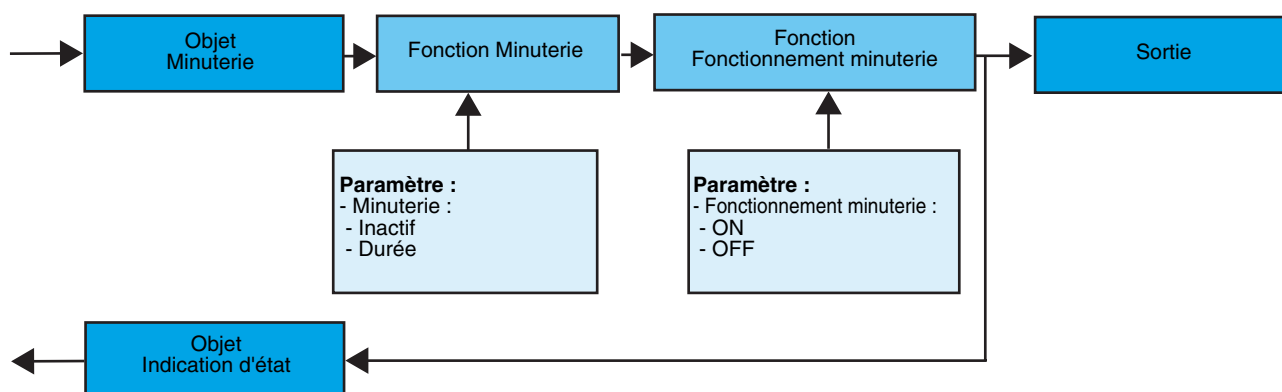 Objet
Minuterie
Fonction Minuterie
Fonction
Fonctionnement minuterie
Sortie
Paramètre :
- Minuterie :
- Inactif
- Durée
Paramètre :
- Fonctionnement minuterie :
- ON
- OFF
Objet
Indication d'état